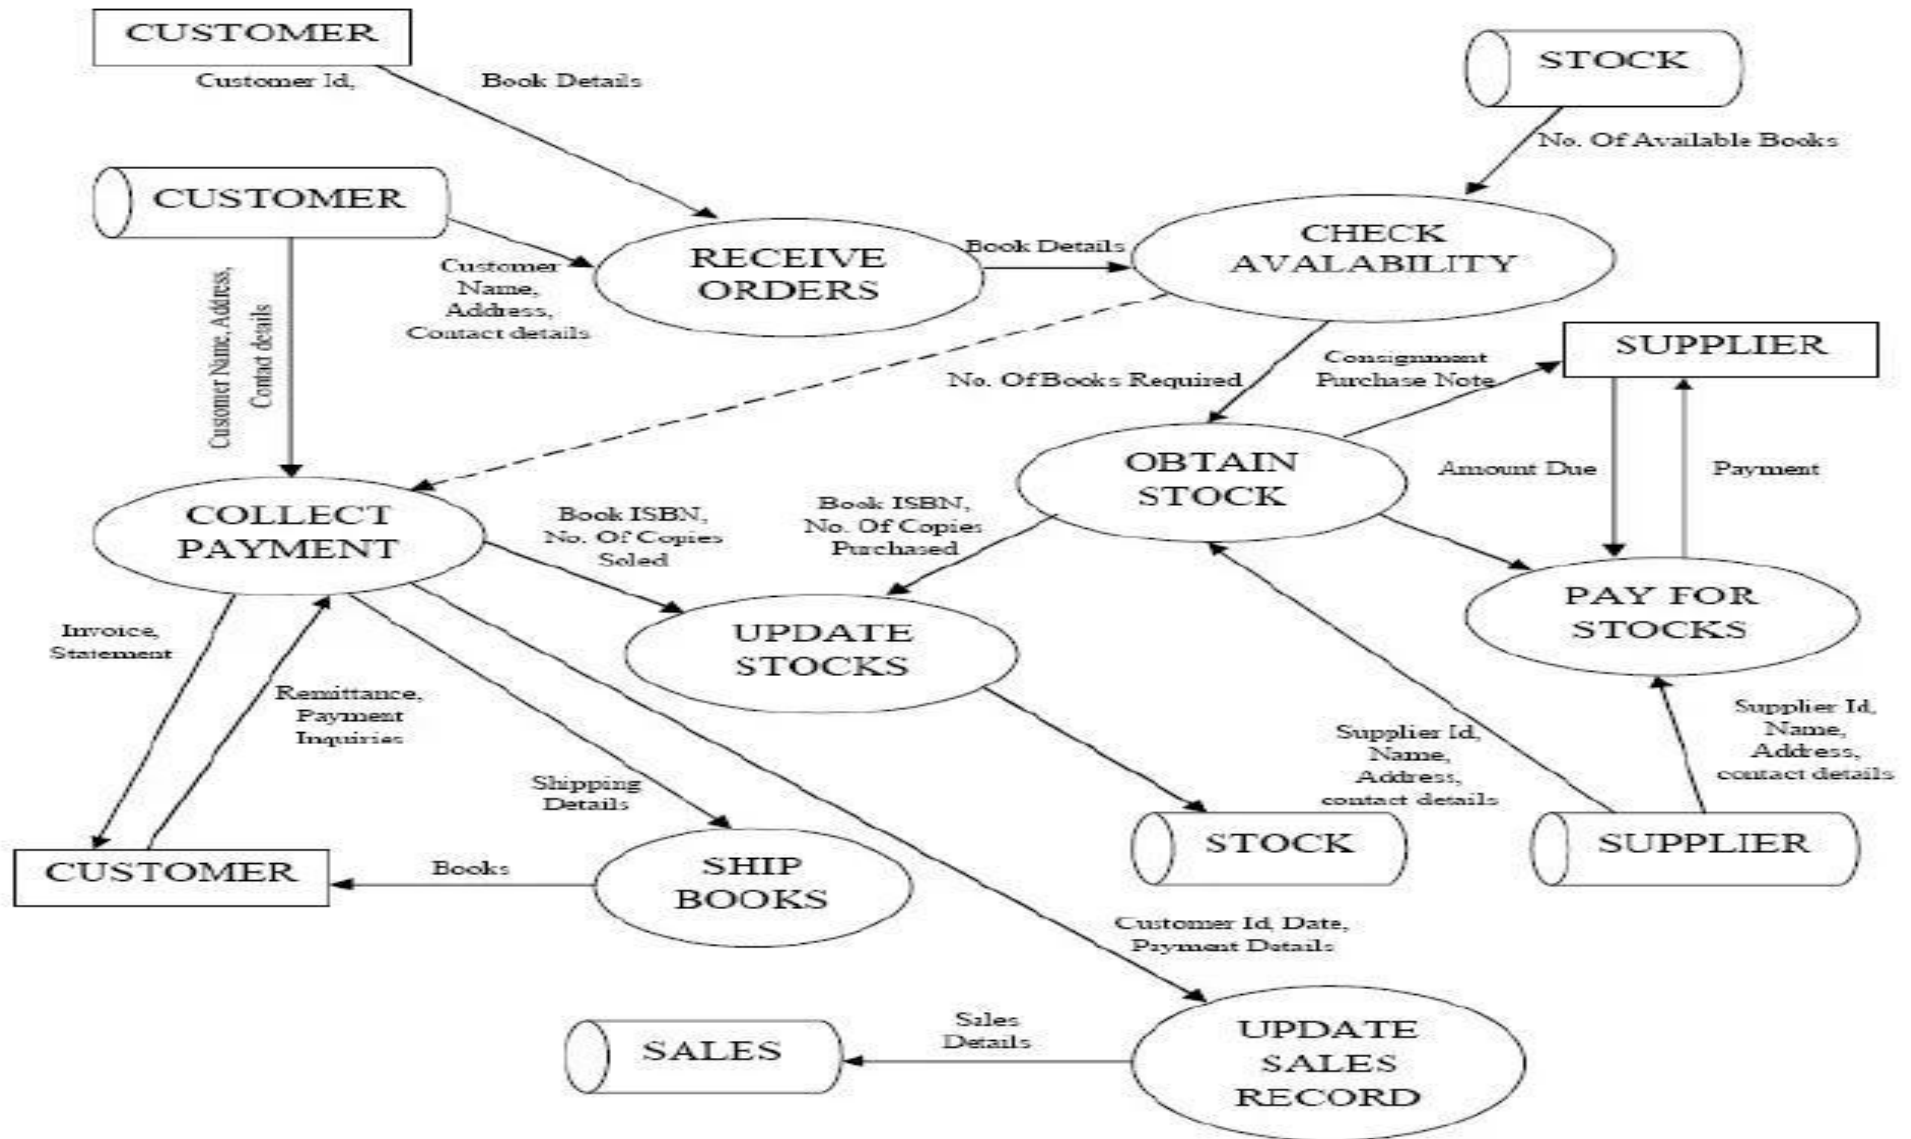 CUSTOMER
Customer Id,
Book Details
STOCK
No. Of Available Books
CUSTOMER
Customer Name, Address,
Contact details
Customer
Name,
Address,
Contact details
RECEIVE
ORDERS
Book Details
CHECK
AVALABILITY
SUPPLIER
No. Of Books Required
Consignment
Purchase Note
OBTAIN
STOCK
Amount Due
Payment
COLLECT
PAYMENT
Book ISBN,
No. Of Copies
Soled
Book ISBN,
No. Of Copies
Purchased
PAY FOR
STOCKS
UPDATE
STOCKS
Invoice,
Statement
Remittance,
Payment
Inquiries
Shipping
Details
Supplier Id,
Name,
Address,
contact details
Supplier Id,
Name,
Address,
contact details
CUSTOMER
Books
SHIP
BOOKS
STOCK
SUPPLIER
Customer Id, Date,
Payment Details
SALES
Sales
Details
UPDATE
SALES
RECORD